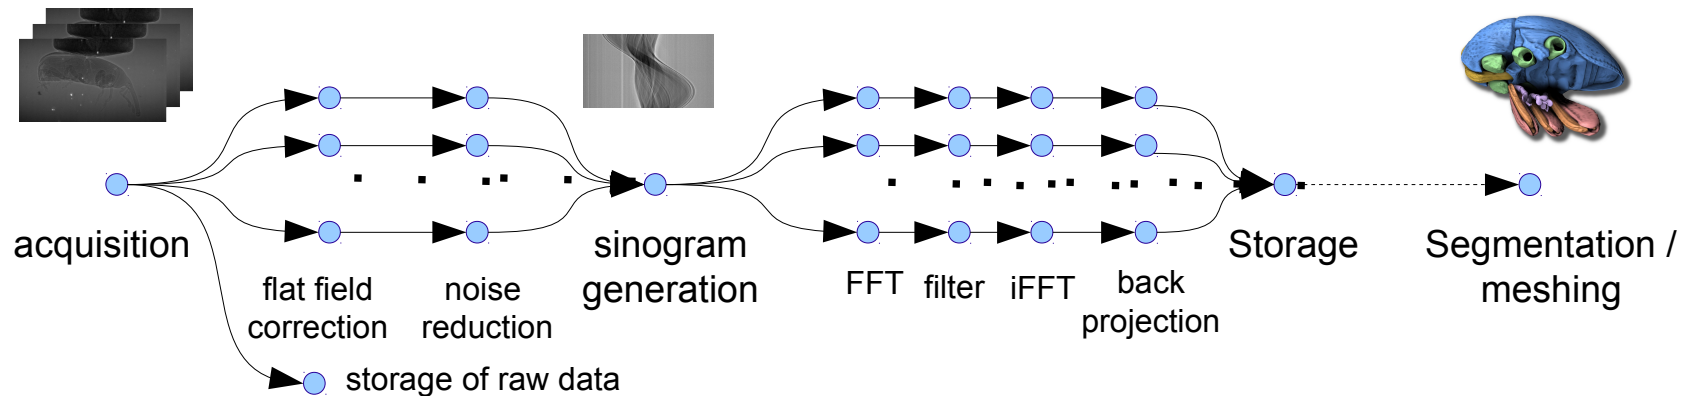 acquisition
flat field
correction
noise
reduction
storage of raw data
sinogram
generation
FFT
filter
iFFT
back
projection
Storage
Segmentation /
meshing